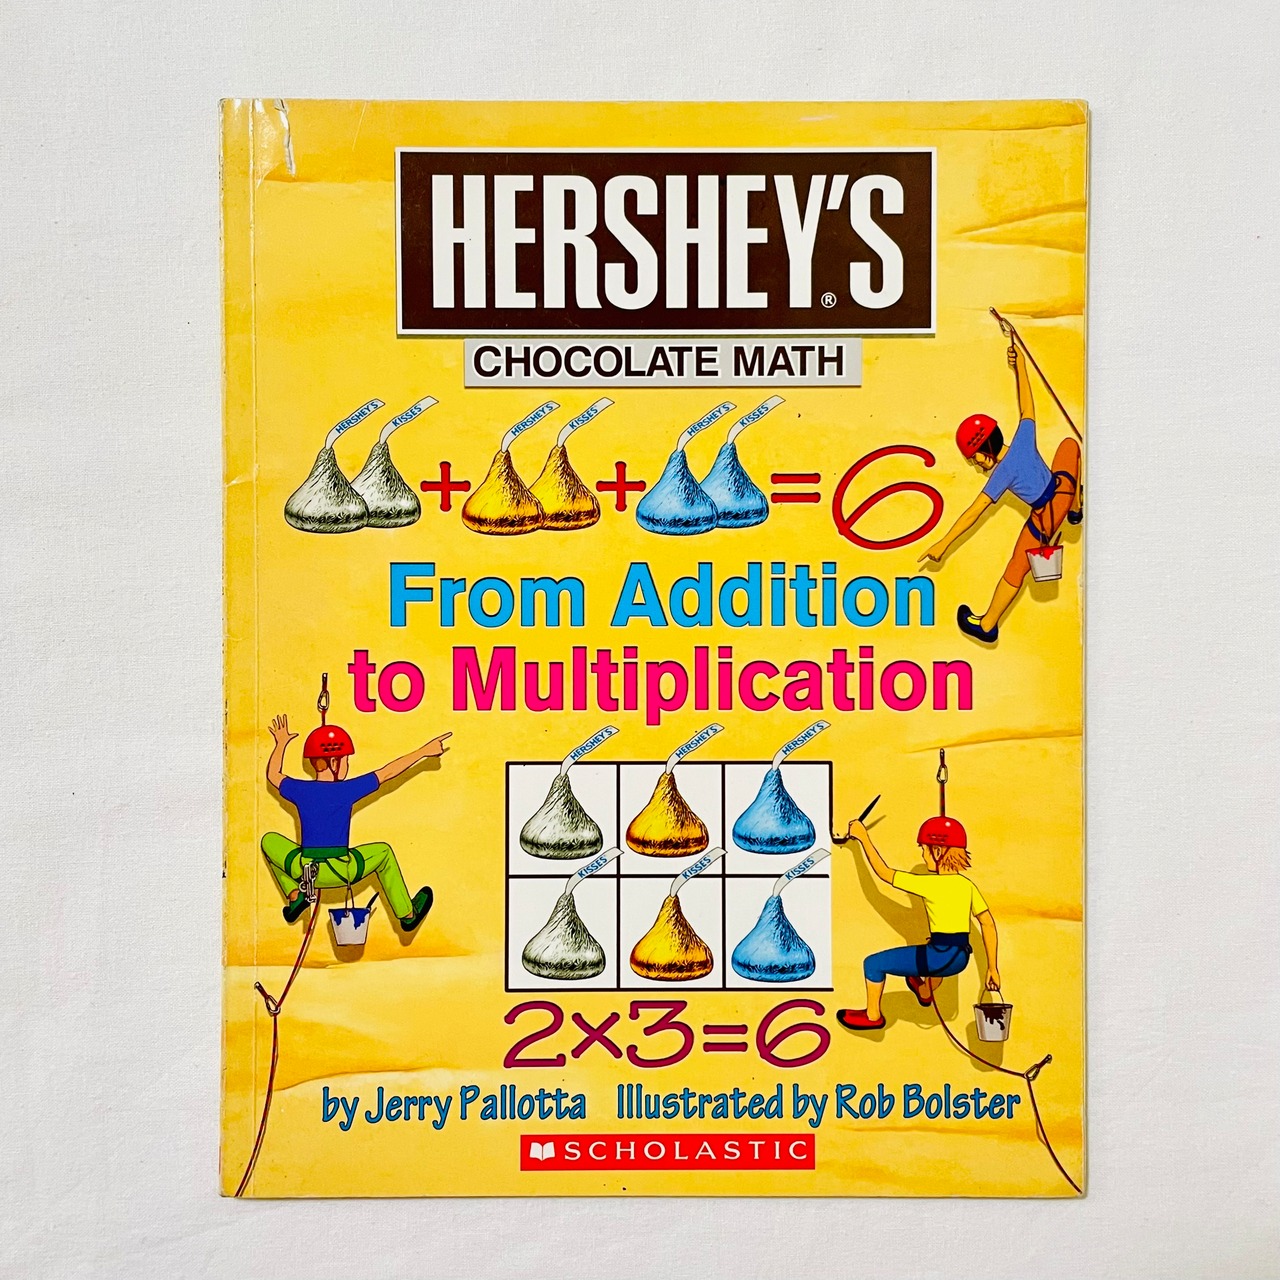 HERSHEY'S®
CHOCOLATE MATH
HERSHEY'S KISSES HERSHEY'S KISSES HERSHEY'S KISSES
+ + = 6
From Addition
to Multiplication
HERSHEY'S HERSHEY'S HERSHEY'S
KISSES KISSES KISSES
2×3=6
by Jerry Pallotta Illustrated by Rob Bolster
SCHOLASTIC